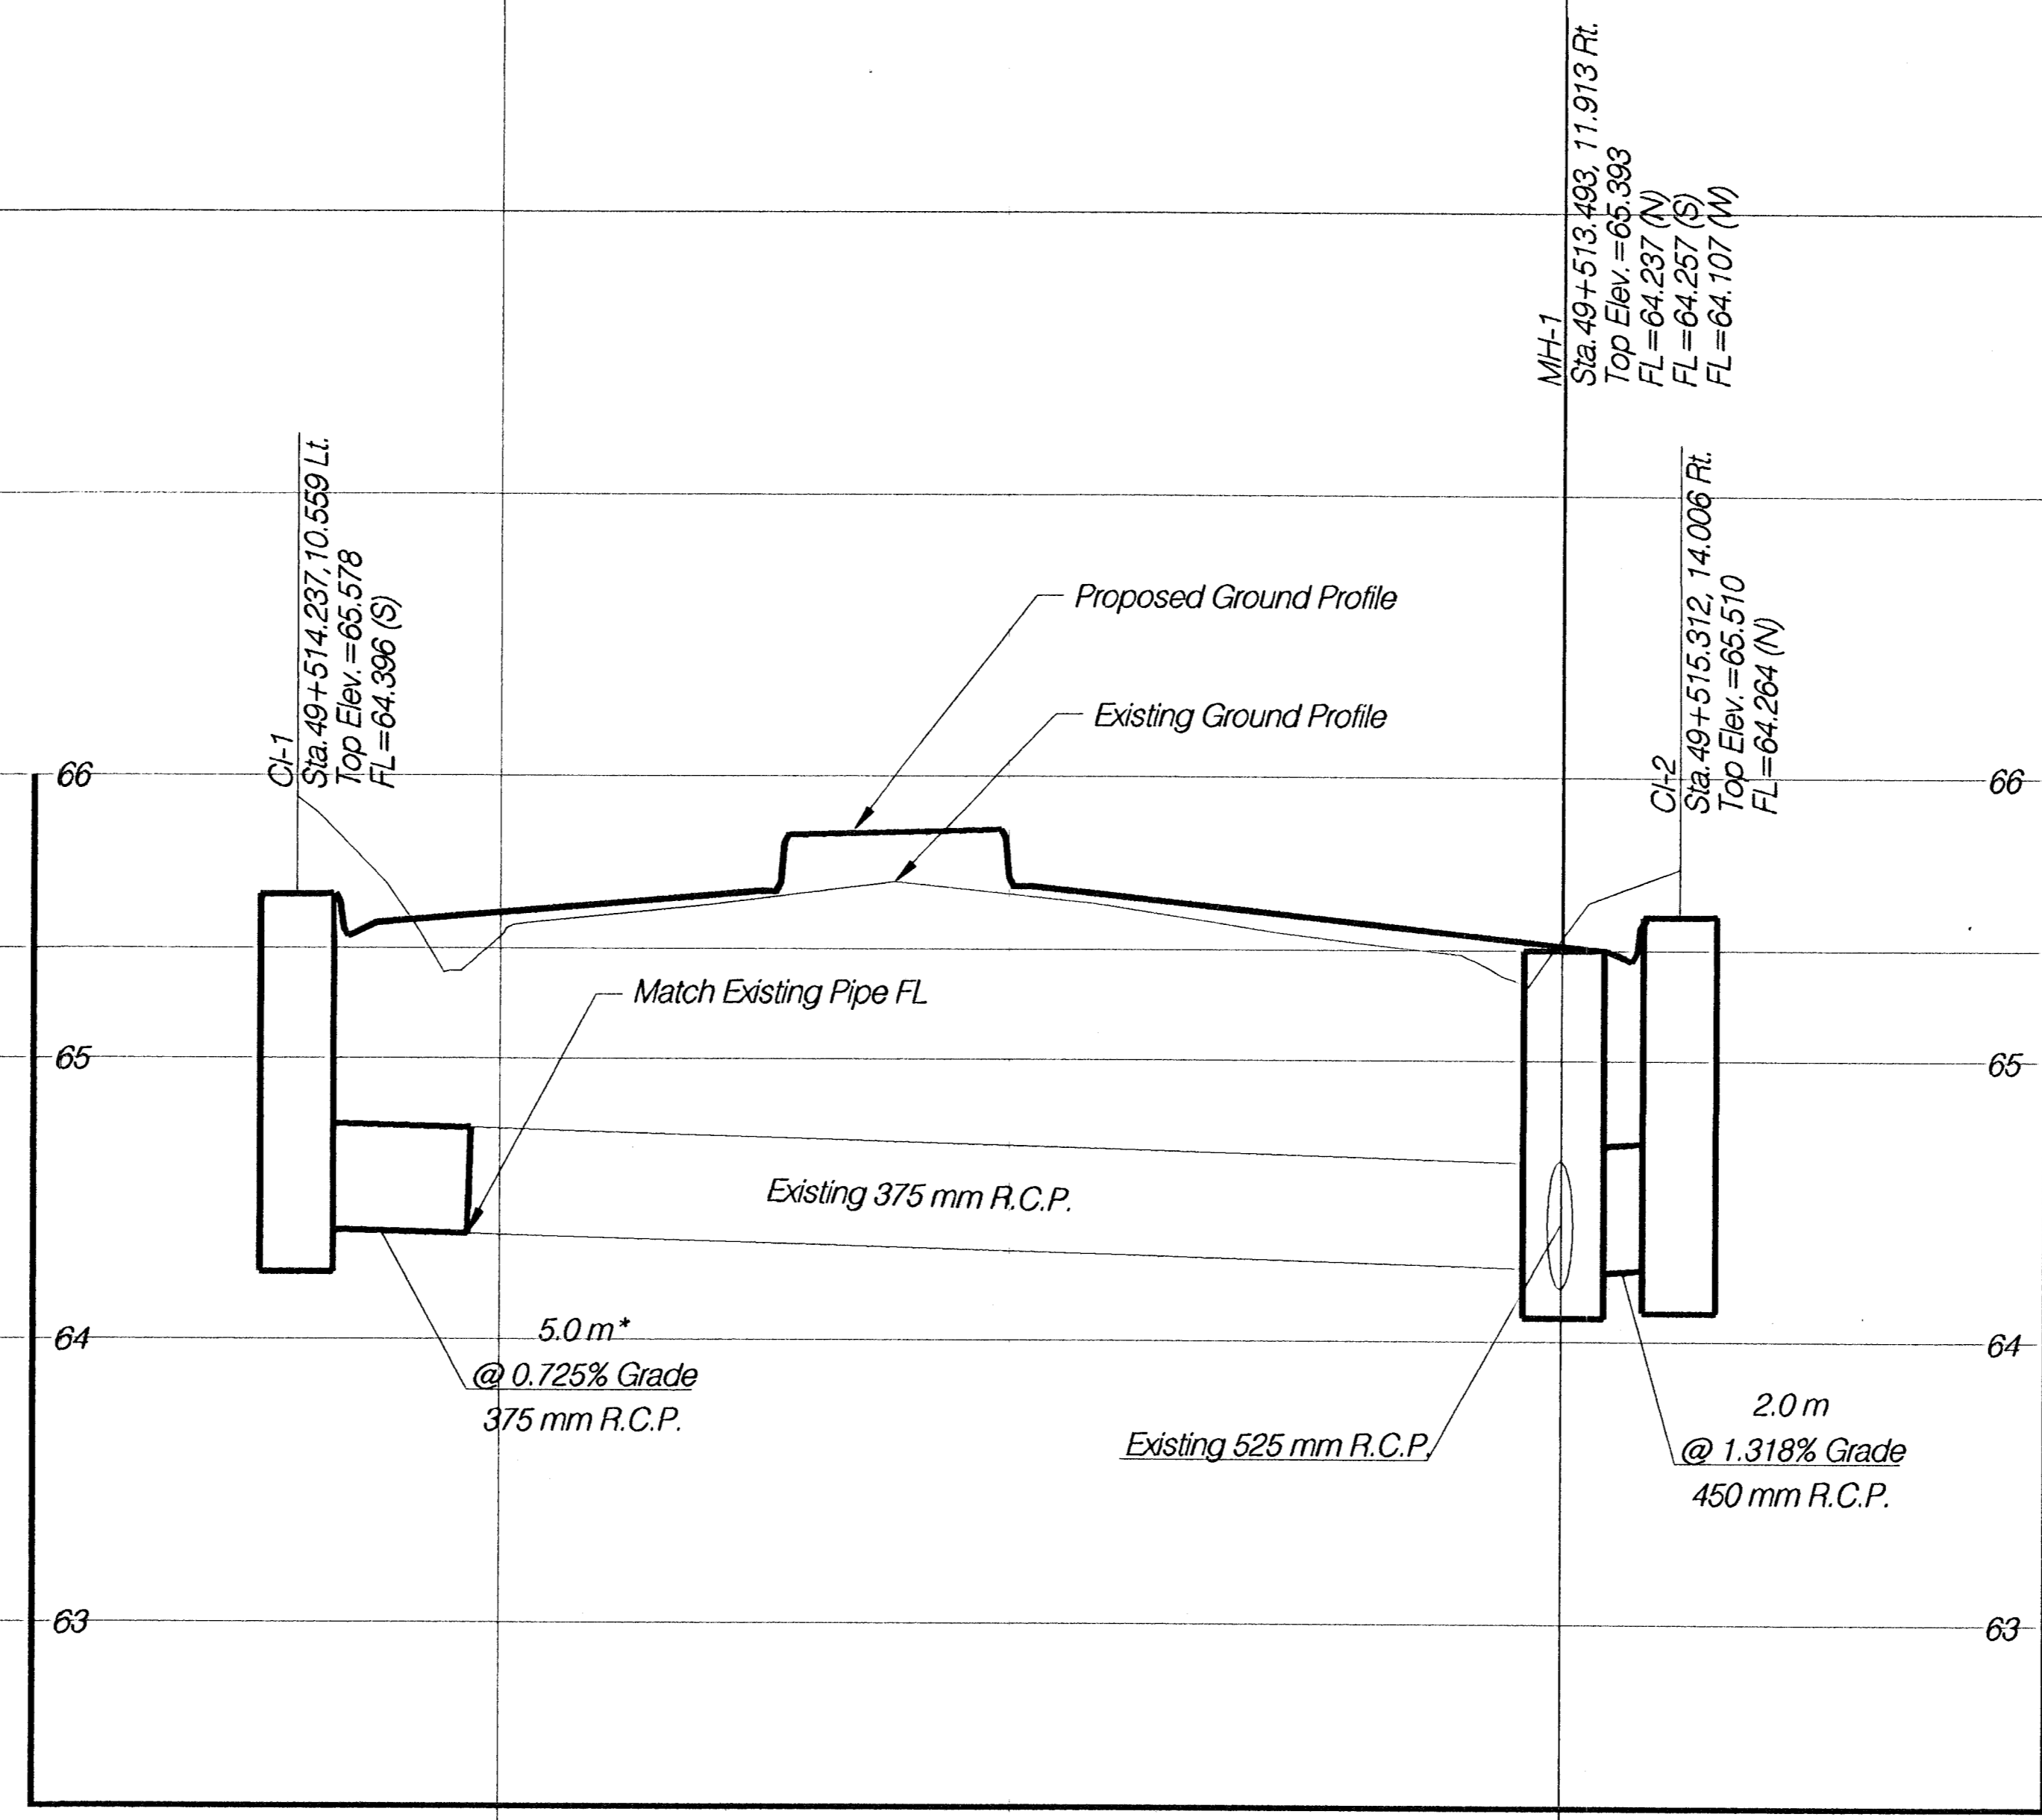 MH-1
Sta.49+513.493, 11.913 Rt.
Top Elev.=65.393
FL=64.237 (N)
FL=64.257 (S)
FL=64.107 (W)
CI-1
Sta.49+514.237, 10.559 Lt.
Top Elev.=65.578
FL=64.396 (S)
CI-2
Sta.49+515.312, 14.006 Rt.
Top Elev.=65.510
FL=64.264 (N)
Proposed Ground Profile
Existing Ground Profile
66
66
Match Existing Pipe FL
65
65
Existing 375 mm R.C.P.
64
64
5.0 m*
@ 0.725% Grade
375 mm R.C.P.
Existing 525 mm R.C.P.
2.0 m
@ 1.318% Grade
450 mm R.C.P.
63
63